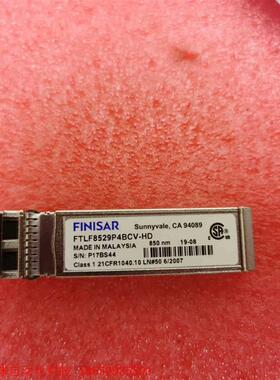 FINISAR Sunnyvale, CA 94089
FTLF8529P4BCV-HD
MADE IN MALAYSIA 850 nm 19-08
S/N: P17BS44
Class 1 21CFR1040.10 LN#50 6/2007